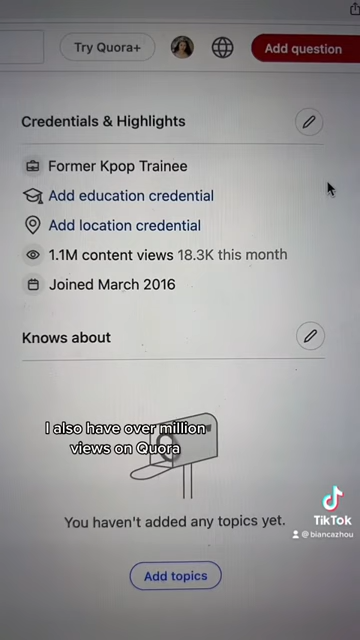 Try Quora+
Add question
Credentials & Highlights
Former Kpop Trainee
Add education credential
Add location credential
1.1M content views 18.3K this month
Joined March 2016
Knows about
I also have over million
views on Quora
You haven't added any topics yet.
Add topics
TikTok
@biancazhou